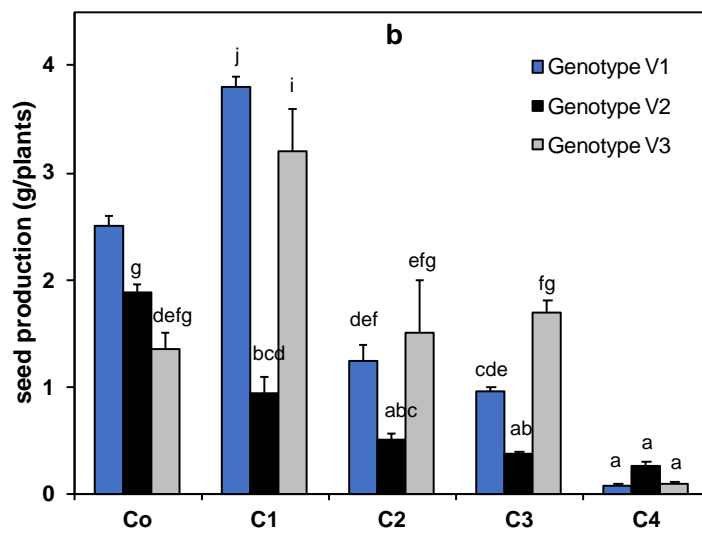 b
seed production (g/plants)
4
3
2
1
0
Genotype V1
Genotype V2
Genotype V3
g
defg
j
bcd
i
def
abc
efg
cde
ab
fg
a
a
a
Co
C1
C2
C3
C4